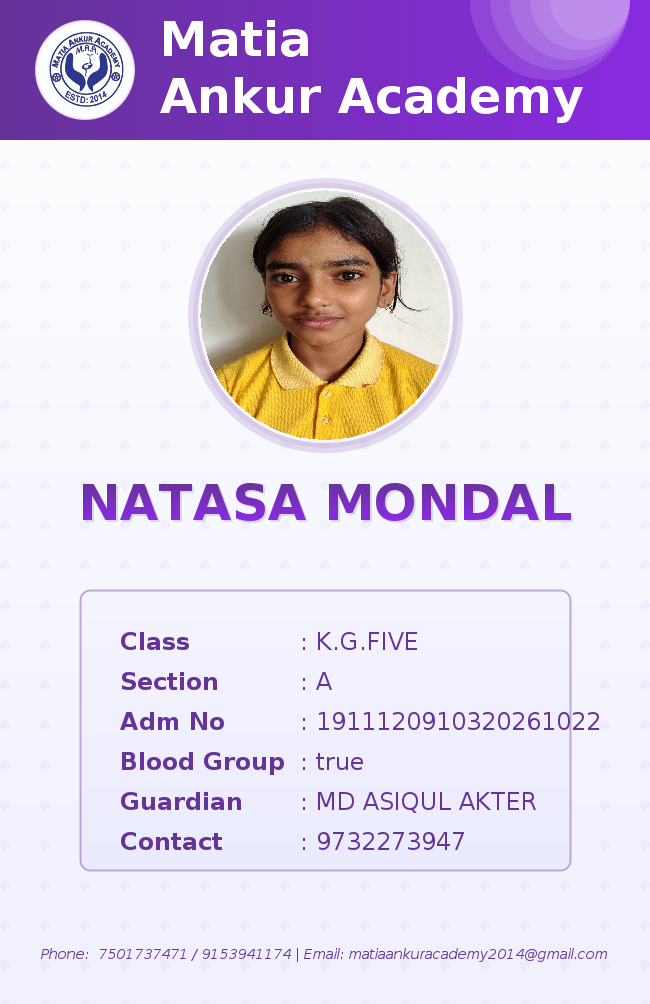 Matia
Ankur Academy
MATIA ANKUR ACADEMY
M.A.A
ESTD: 2014
NATASA MONDAL
Class : K.G.FIVE
Section : A
Adm No : 1911120910320261022
Blood Group : true
Guardian : MD ASIQUL AKTER
Contact : 9732273947
Phone: 7501737471 / 9153941174 | Email: matiaankuracademy2014@gmail.com